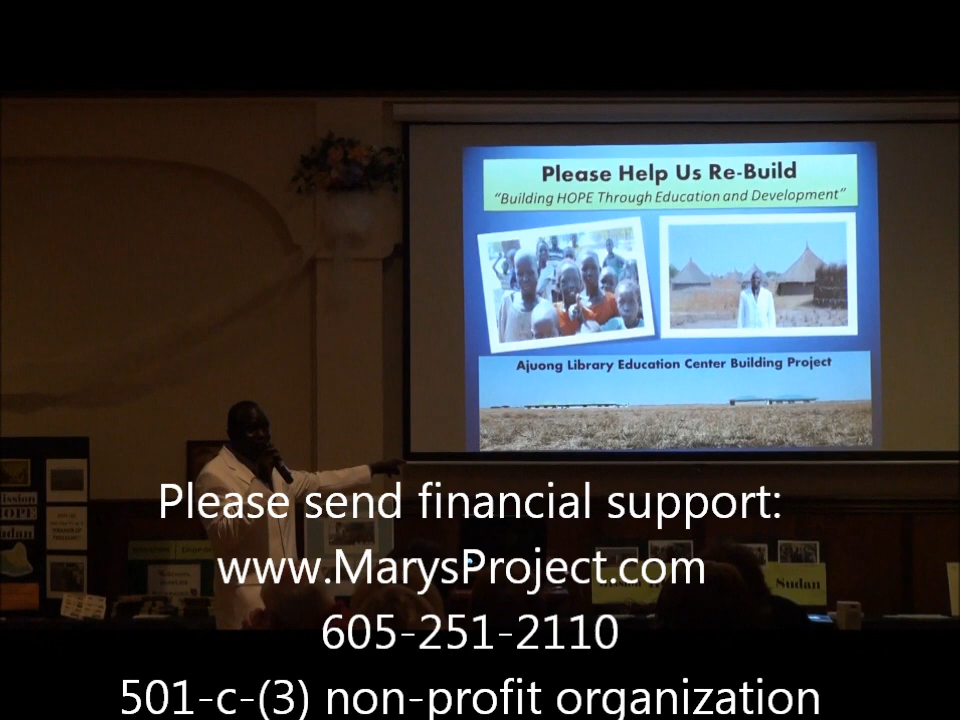 Please Help Us Re-Build
“Building HOPE Through Education and Development”
Ajuong Library Education Center Building Project
Please send financial support:
www.MarysProject.com
605-251-2110
501-c-(3) non-profit organization
Sudan